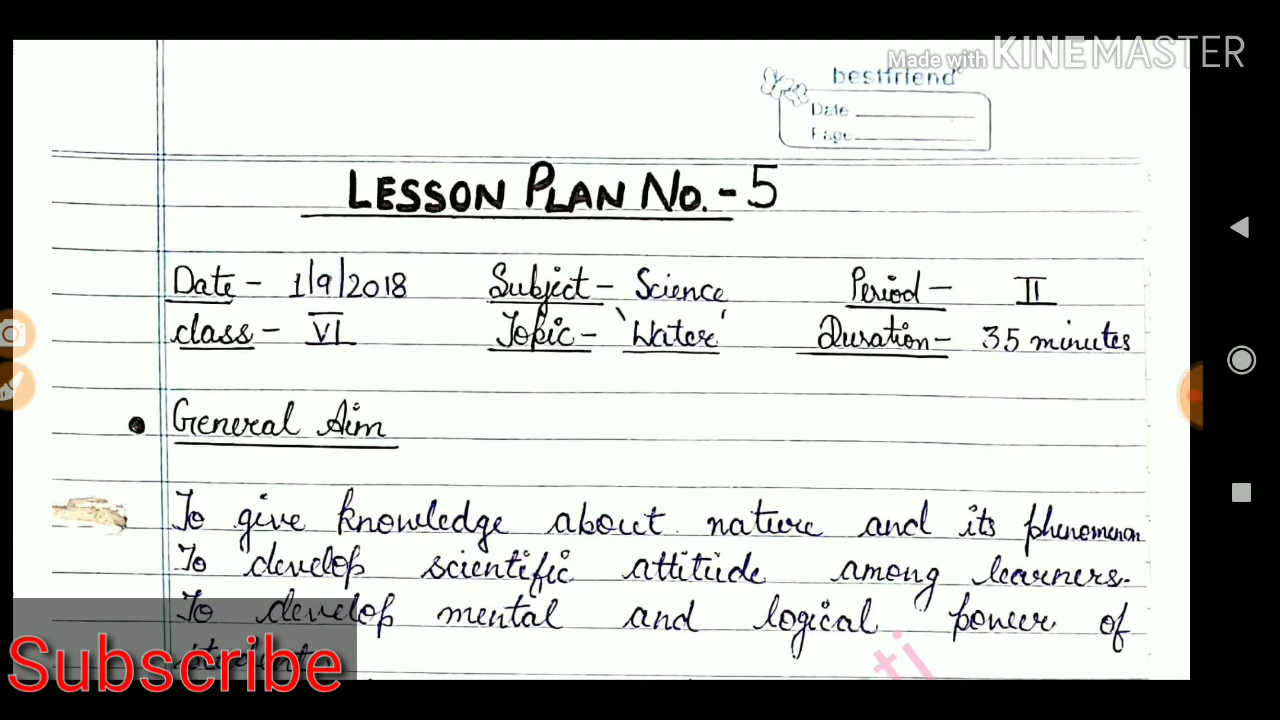 Made with KINEMASTER
bestfriend
Date
Page
LESSON PLAN No. - 5
Date - 1/9/2018 Subject - Science Period - II
class - VI Topic - 'Water' Duration - 35 minutes
• General Aim
To give knowledge about nature and its phenomenon
To develop scientific attitude among learners.
To develop mental and logical power of
Subscribe